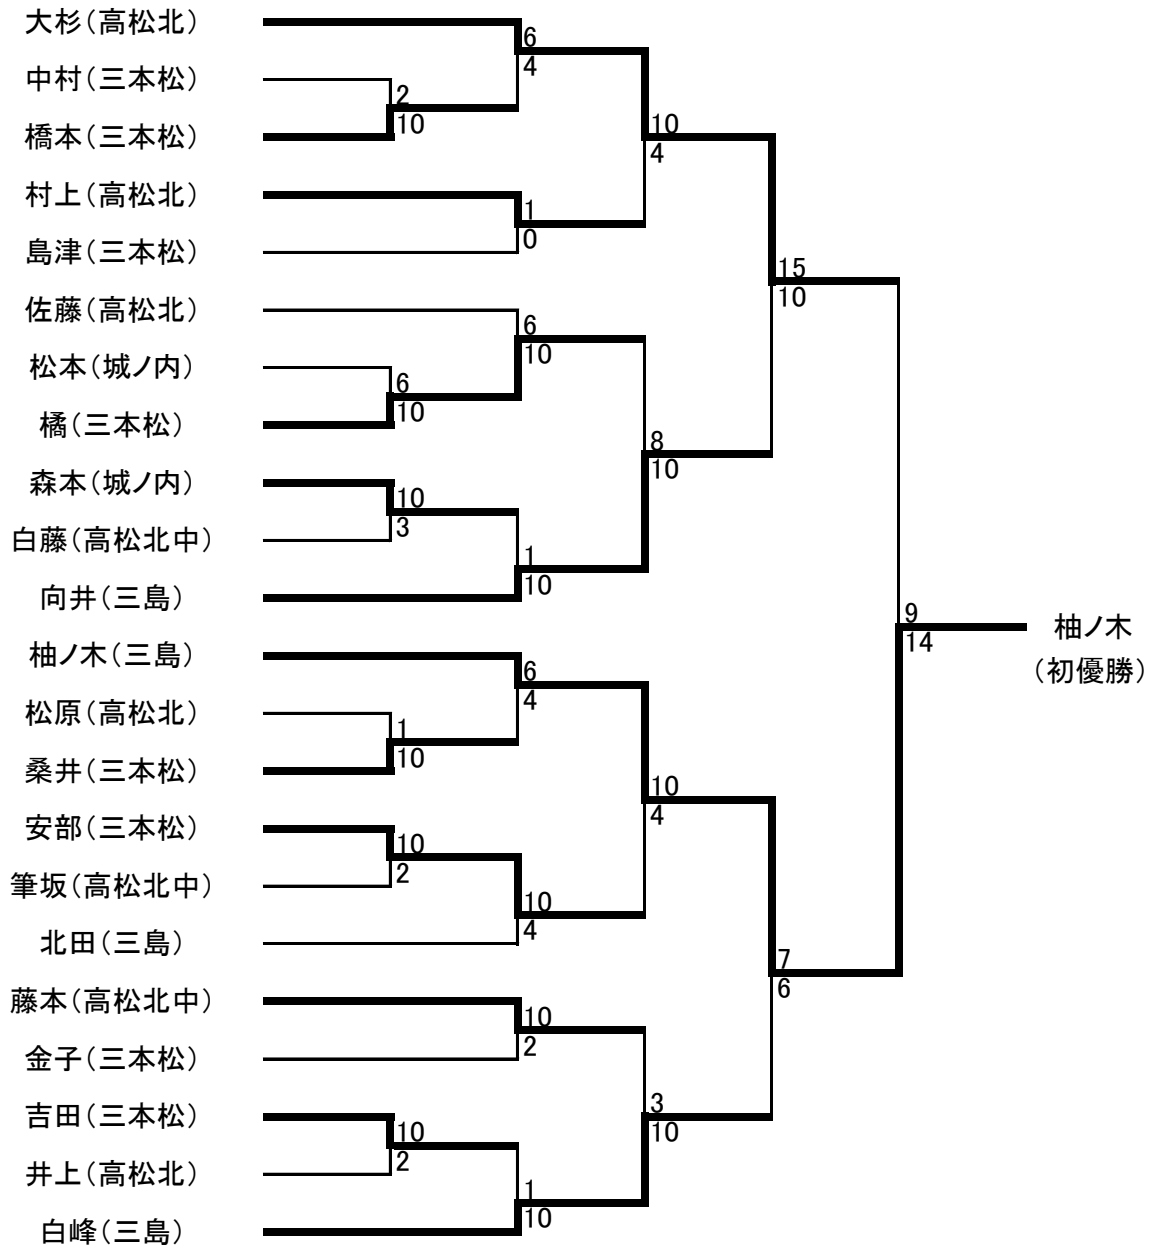 大杉（高松北）
6
4
中村（三本松）
2
10
橋本（三本松）
10
4
村上（高松北）
1
0
島津（三本松）
15
10
佐藤（高松北）
6
10
松本（城ノ内）
6
10
橘（三本松）
8
10
森本（城ノ内）
10
3
白藤（高松北中）
1
10
向井（三島）
9
14
柚ノ木
（初優勝）
柚ノ木（三島）
6
4
松原（高松北）
1
10
桑井（三本松）
10
4
安部（三本松）
10
2
筆坂（高松北中）
10
4
北田（三島）
7
6
藤本（高松北中）
10
2
金子（三本松）
3
10
吉田（三本松）
10
2
井上（高松北）
1
10
白峰（三島）